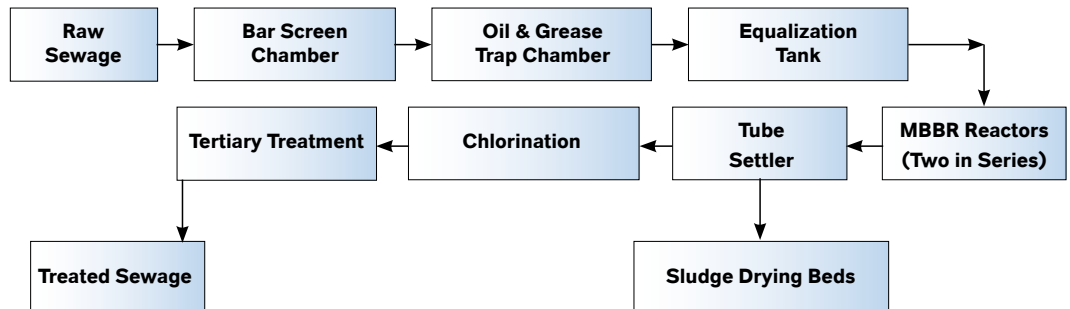 Raw
Sewage
Bar Screen
Chamber
Oil & Grease
Trap Chamber
Equalization
Tank
MBBR Reactors
(Two in Series)
Tube
Settler
Chlorination
Tertiary Treatment
Treated Sewage
Sludge Drying Beds